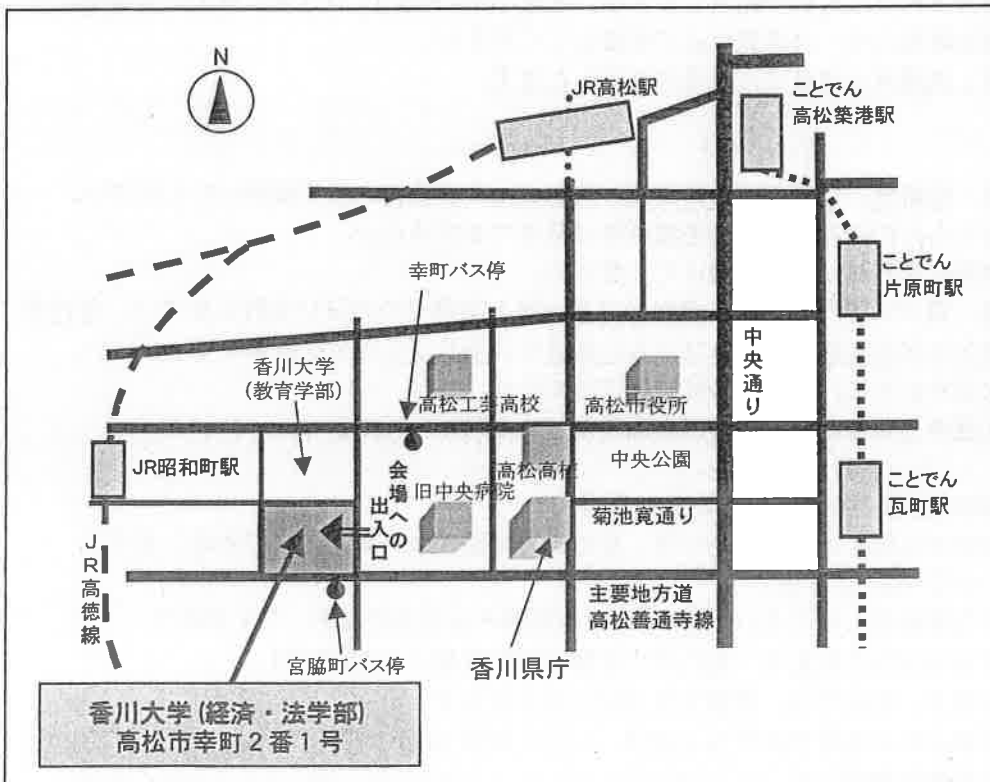 N
JR高松駅
ことでん
高松築港駅
幸町バス停
ことでん
片原町駅
香川大学
(教育学部)
中央通り
高松工芸高校
高松市役所
JR昭和町駅
会場への
出入口
旧中央病院
高松高校
中央公園
ことでん
瓦町駅
菊池寛通り
JR高徳線
主要地方道
高松善通寺線
宮脇町バス停
香川県庁
香川大学 (経済・法学部)
高松市幸町2番1号